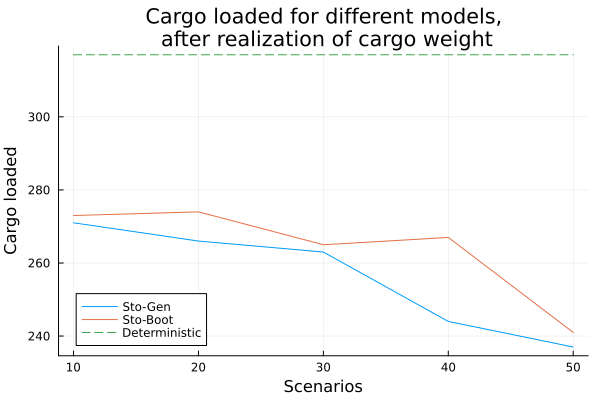 Cargo loaded for different models,
after realization of cargo weight
Cargo loaded
300
280
260
240
Sto-Gen
Sto-Boot
Deterministic
10 20 30 40 50
Scenarios